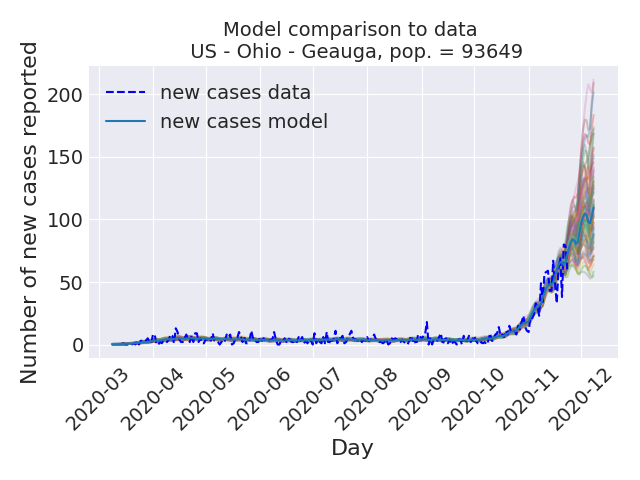 Model comparison to data
US - Ohio - Geauga, pop. = 93649
Number of new cases reported
200
150
100
50
0
new cases data
new cases model
2020-03
2020-04
2020-05
2020-06
2020-07
2020-08
2020-09
2020-10
2020-11
2020-12
Day